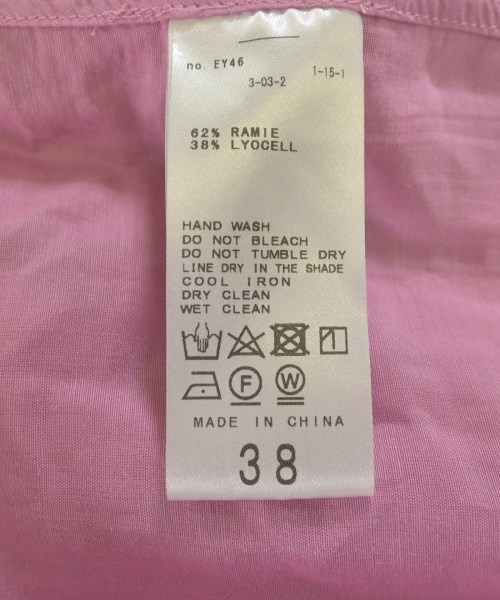 no. EY46
3-03-2 1-15-1
62% RAMIE
38% LYOCELL
HAND WASH
DO NOT BLEACH
DO NOT TUMBLE DRY
LINE DRY IN THE SHADE
COOL IRON
DRY CLEAN
WET CLEAN
F W
MADE IN CHINA
38